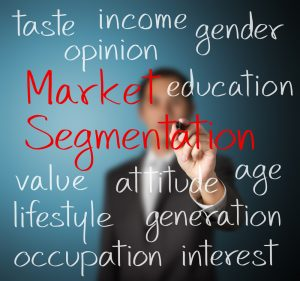 taste income gender
opinion
Market education
Segmentation
value attitude age
lifestyle generation
occupation interest